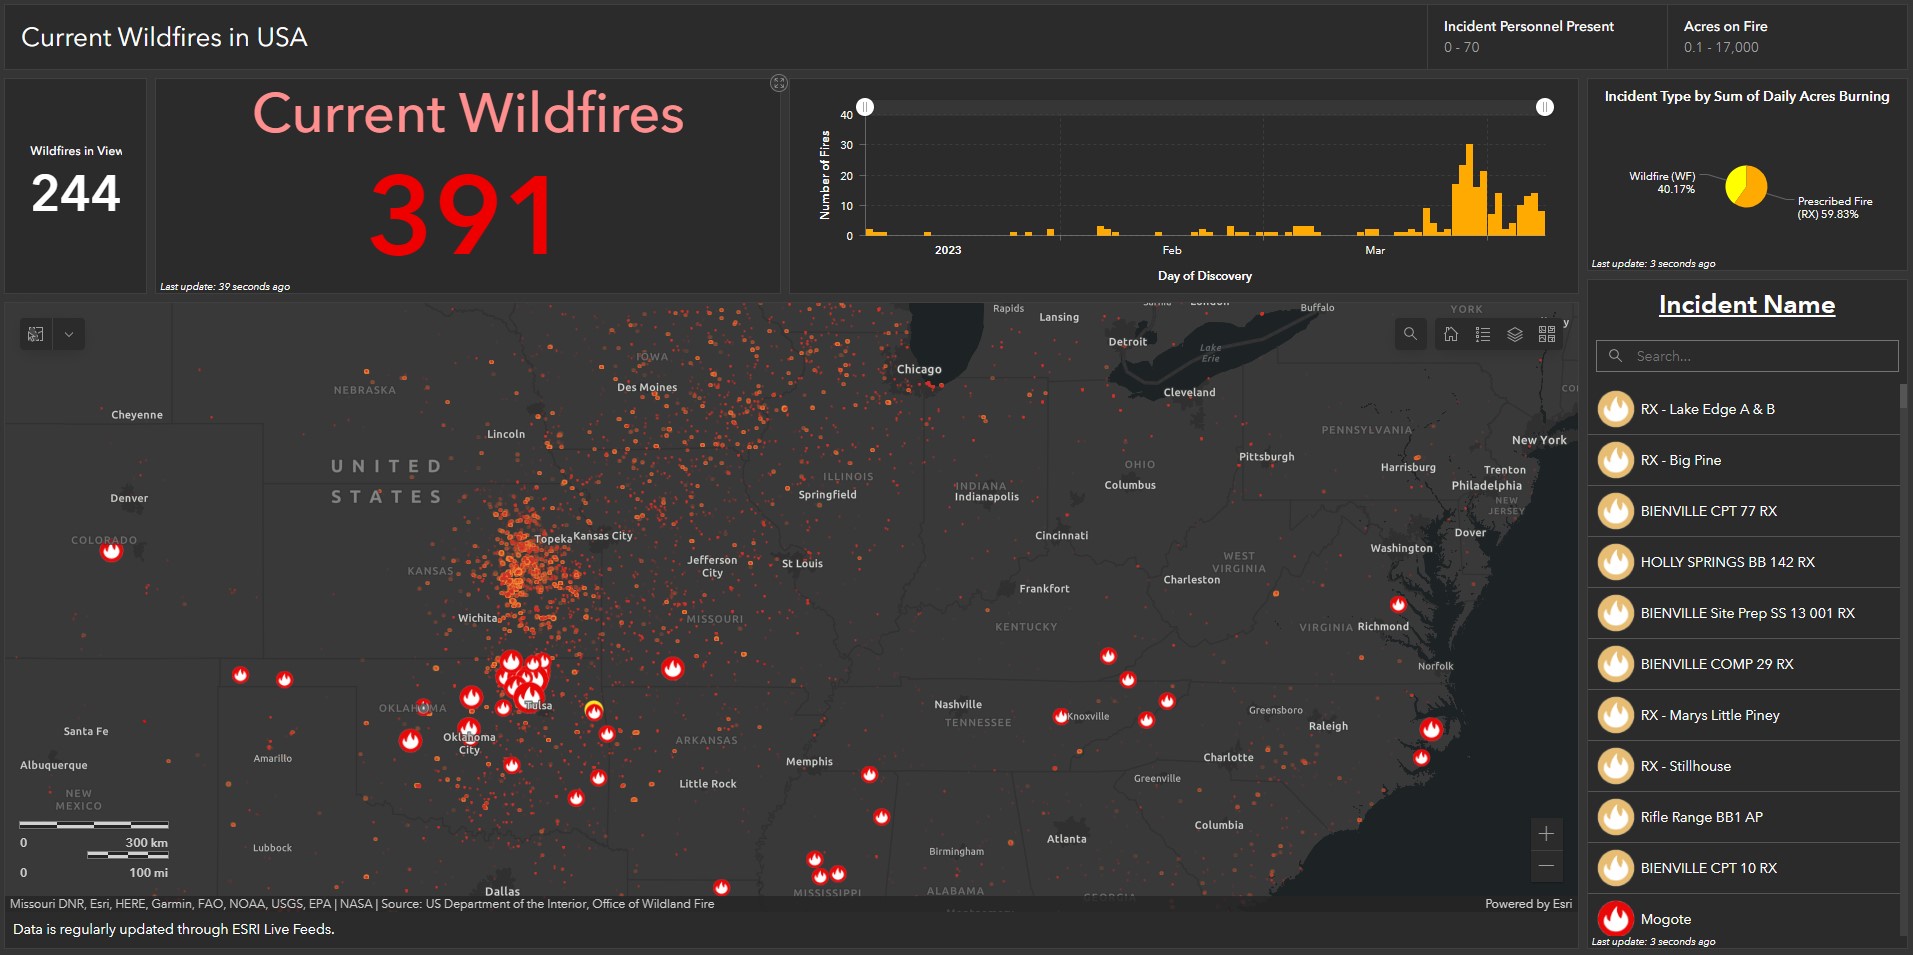 Current Wildfires in USA
Incident Personnel Present
0 - 70
Acres on Fire
0.1 - 17,000
Wildfires in View
244
Current Wildfires
391
Last update: 39 seconds ago
Number of Fires
40
30
20
10
0
2023
Feb
Mar
Day of Discovery
Incident Type by Sum of Daily Acres Burning
Wildfire (WF)
40.17%
Prescribed Fire
(RX) 59.83%
Last update: 3 seconds ago
Incident Name
Search...
RX - Lake Edge A & B
RX - Big Pine
BIENVILLE CPT 77 RX
HOLLY SPRINGS BB 142 RX
BIENVILLE Site Prep SS 13 001 RX
BIENVILLE COMP 29 RX
RX - Marys Little Piney
RX - Stillhouse
Rifle Range BB1 AP
BIENVILLE CPT 10 RX
Mogote
Last update: 3 seconds ago
Rapids
Lansing
London
Buffalo
YORK
Detroit
Lake
Erie
IOWA
Chicago
Des Moines
NEBRASKA
Cleveland
Cheyenne
Lincoln
PENNSYLVANIA
New York
UNITED
STATES
Pittsburgh
Harrisburg
Trenton
Philadelphia
OHIO
Columbus
ILLINOIS
Springfield
INDIANA
Indianapolis
Denver
NEW
JERSEY
COLORADO
Topeka
Kansas City
Cincinnati
Dover
Washington
KANSAS
Jefferson
City
St Louis
WEST
VIRGINIA
Charleston
Frankfort
Wichita
MISSOURI
KENTUCKY
VIRGINIA
Richmond
Norfolk
OKLAHOMA
Tulsa
Nashville
TENNESSEE
Knoxville
Greensboro
Raleigh
Santa Fe
Oklahoma
City
ARKANSAS
Albuquerque
Amarillo
Memphis
Charlotte
Little Rock
Greenville
NEW
MEXICO
Columbia
Atlanta
0
300 km
Lubbock
Birmingham
0
100 mi
Dallas
MISSISSIPPI
ALABAMA
GEORGIA
Montgomery
Missouri DNR, Esri, HERE, Garmin, FAO, NOAA, USGS, EPA | NASA | Source: US Department of the Interior, Office of Wildland Fire
Powered by Esri
Data is regularly updated through ESRI Live Feeds.